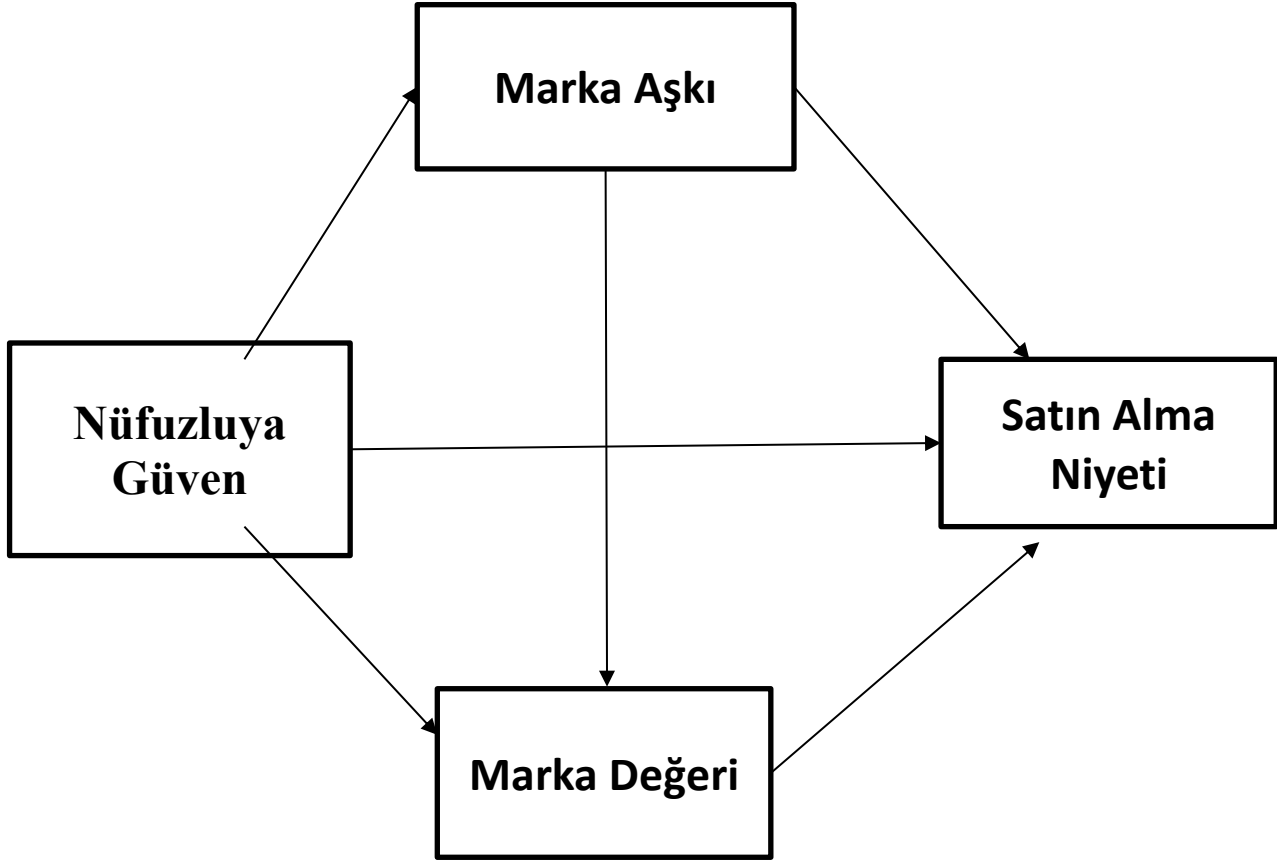 Marka Aşkı
Nüfuzluya
Güven
Satın Alma
Niyeti
Marka Değeri